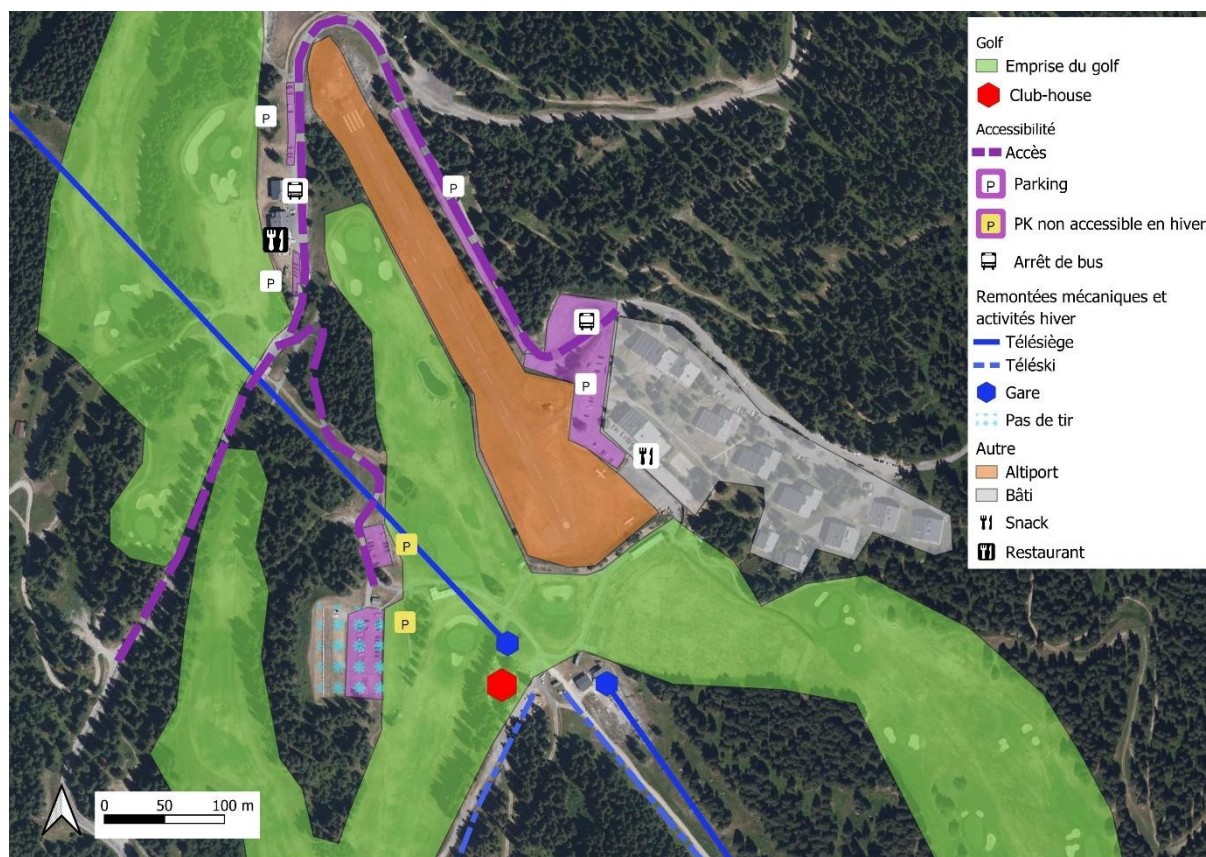 Golf
Emprise du golf
Club-house
Accessibilité
Accès
P Parking
P PK non accessible en hiver
Arrêt de bus
Remontées mécaniques et
activités hiver
Télésiège
Téléski
Gare
Pas de tir
Autre
Altiport
Bâti
Snack
Restaurant
P
P
P
P
P
P
0 50 100 m